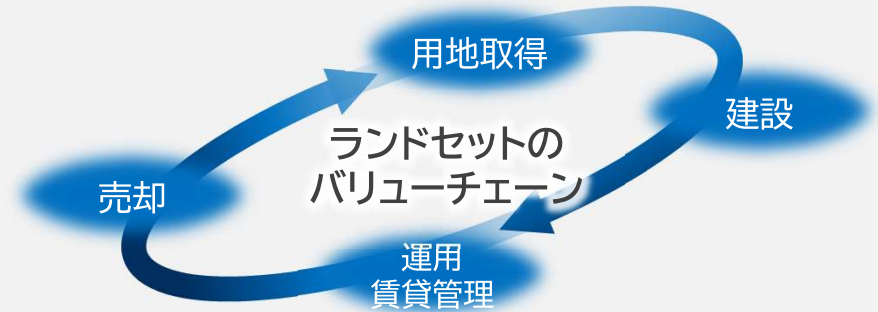 用地取得
建設
ランドセットの
バリューチェーン
売却
運用
賃貸管理